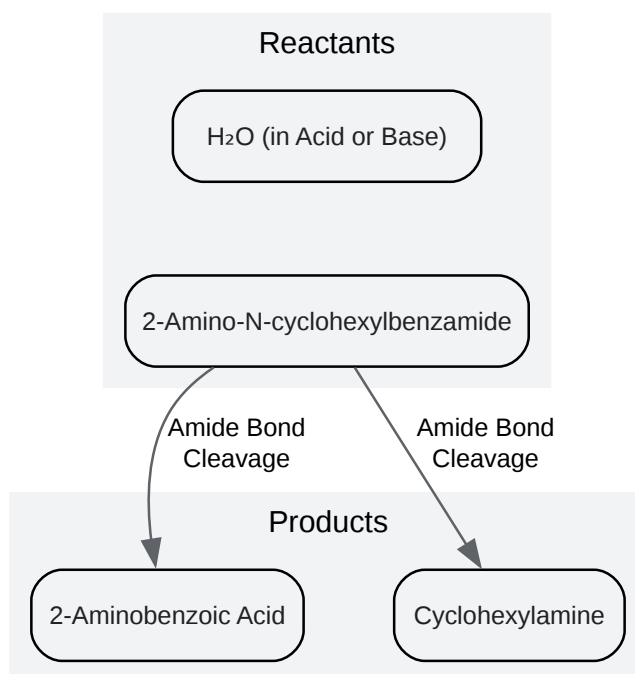 Reactants
H₂O (in Acid or Base)
2-Amino-N-cyclohexylbenzamide
Amide Bond
Cleavage
Amide Bond
Cleavage
Products
2-Aminobenzoic Acid
Cyclohexylamine